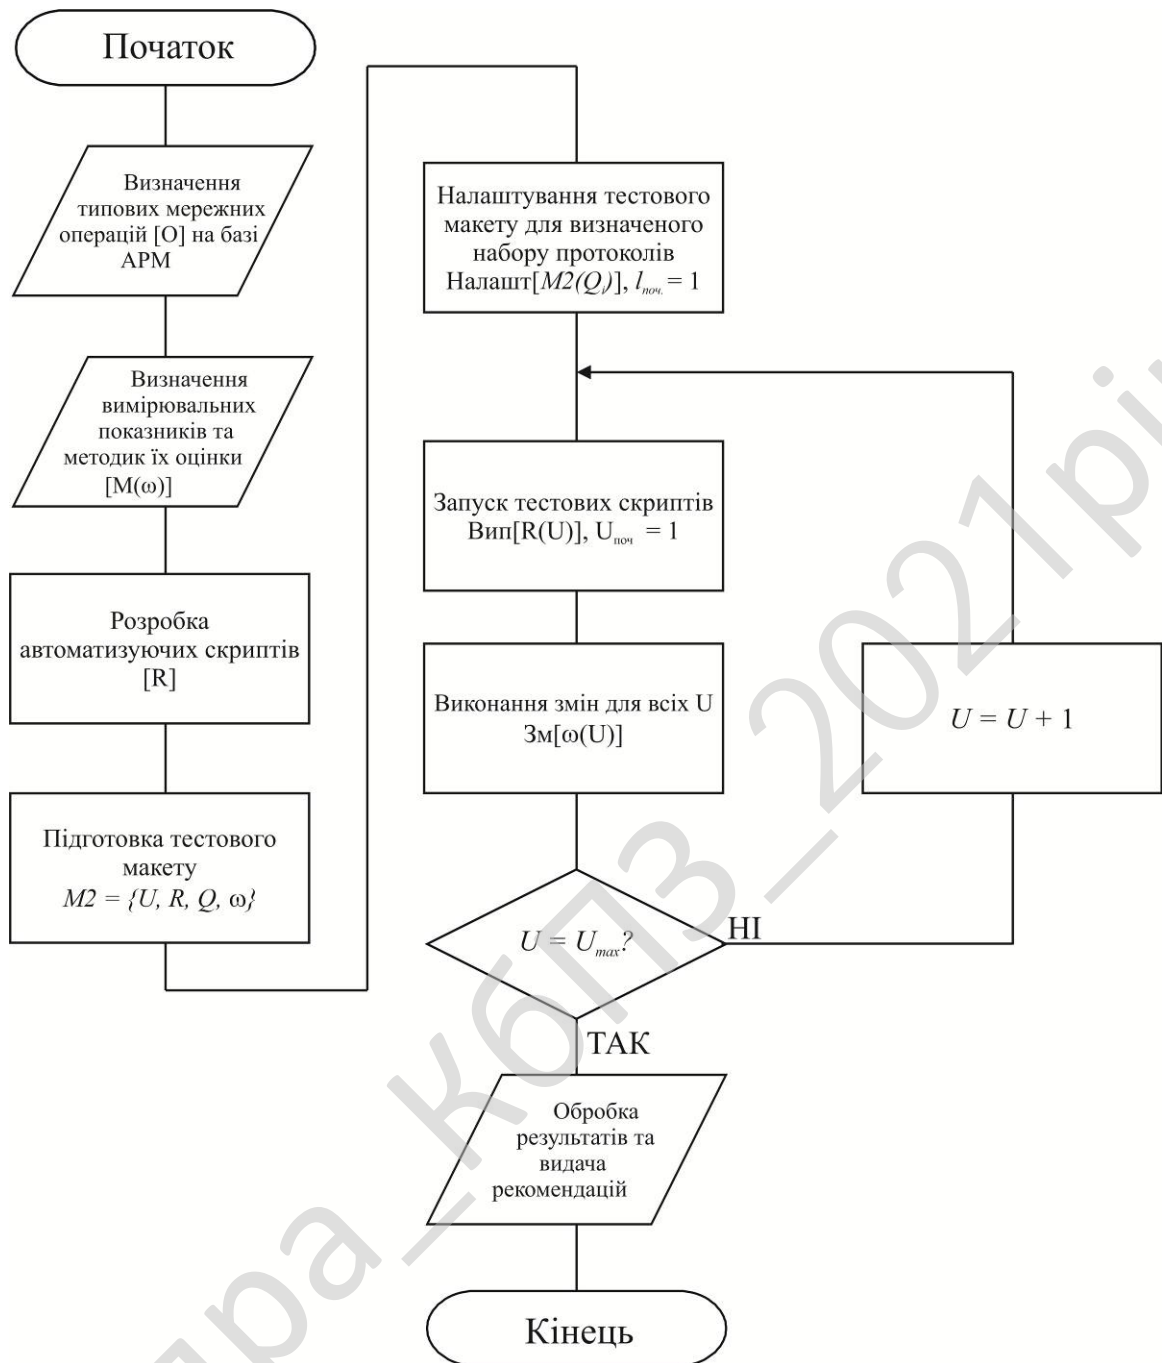 Початок
Визначення
типових мережних
операцій [О] на базі
АРМ
Визначення
вимірювальних
показників та
методик їх оцінки
[М(ω)]
Розробка
автоматизуючих скриптів
[R]
Підготовка тестового
макету
M2 = {U, R, Q, ω}
Налаштування тестового
макету для визначеного
набору протоколів
Налашт[M2(Qi)], lпоч. = 1
Запуск тестових скриптів
Вип[R(U)], Uпоч = 1
Виконання змін для всіх U
Зм[ω(U)]
U = U + 1
U = Umax?
НІ
ТАК
Обробка
результатів та
видача
рекомендацій
Кінець